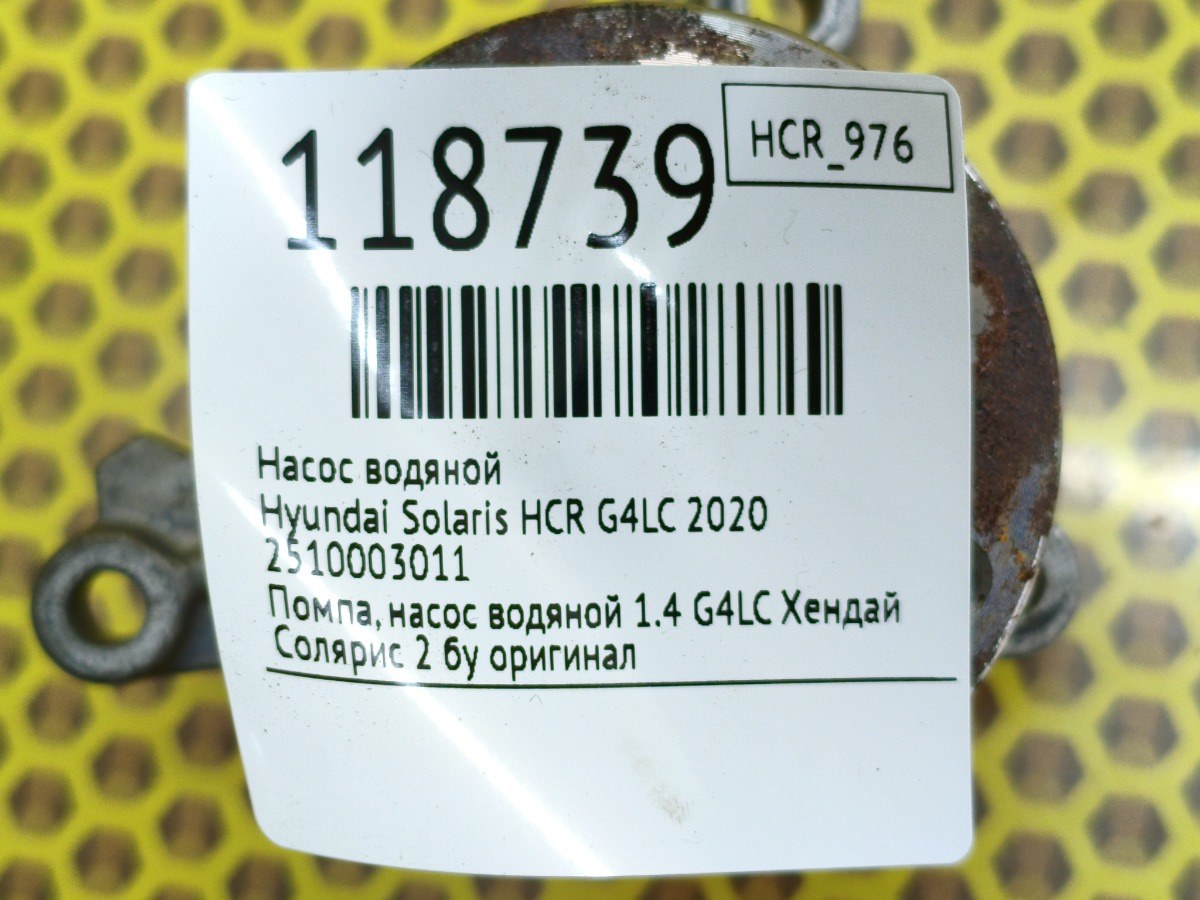 118739
HCR_976
Насос водяной
Hyundai Solaris HCR G4LC 2020
2510003011
Помпа, насос водяной 1.4 G4LC Хендай
Солярис 2 бу оригинал